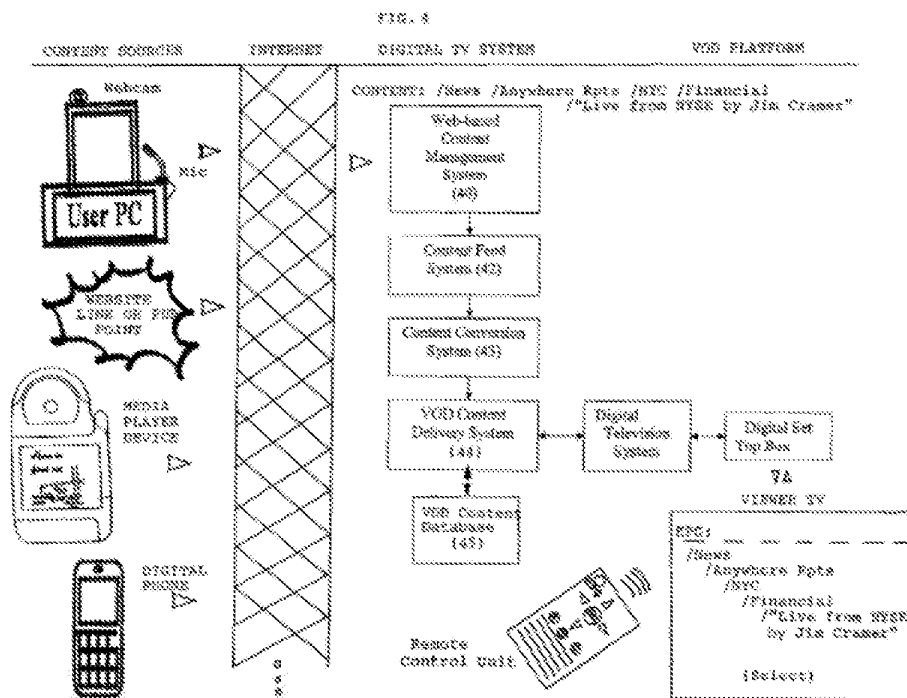 FIG. 4
CONTENT SOURCES
INTERNET
DIGITAL TV SYSTEM
VOD PLATFORM
Webcam
Mic
User PC
CONTENT: /News /Anywhere Rpts /NYC /Financial
/"Live from NYSE by Jim Cramer"
Web-based
Content
Management
System
(40)
Content Feed
System (42)
Content Conversion
System (43)
VOD Content
Delivery System
(44)
VOD Content
Database
(45)
Digital
Television
System
Digital Set
Top Box
WEBSITE
LINK OR
POINT
MEDIA
PLAYER
DEVICE
DIGITAL
PHONE
Remote
Control Unit
VIEWER TV
EPG:
/News
/Anywhere Rpts
/NYC
/Financial
/"Live from NYSE
by Jim Cramer"
(Select)